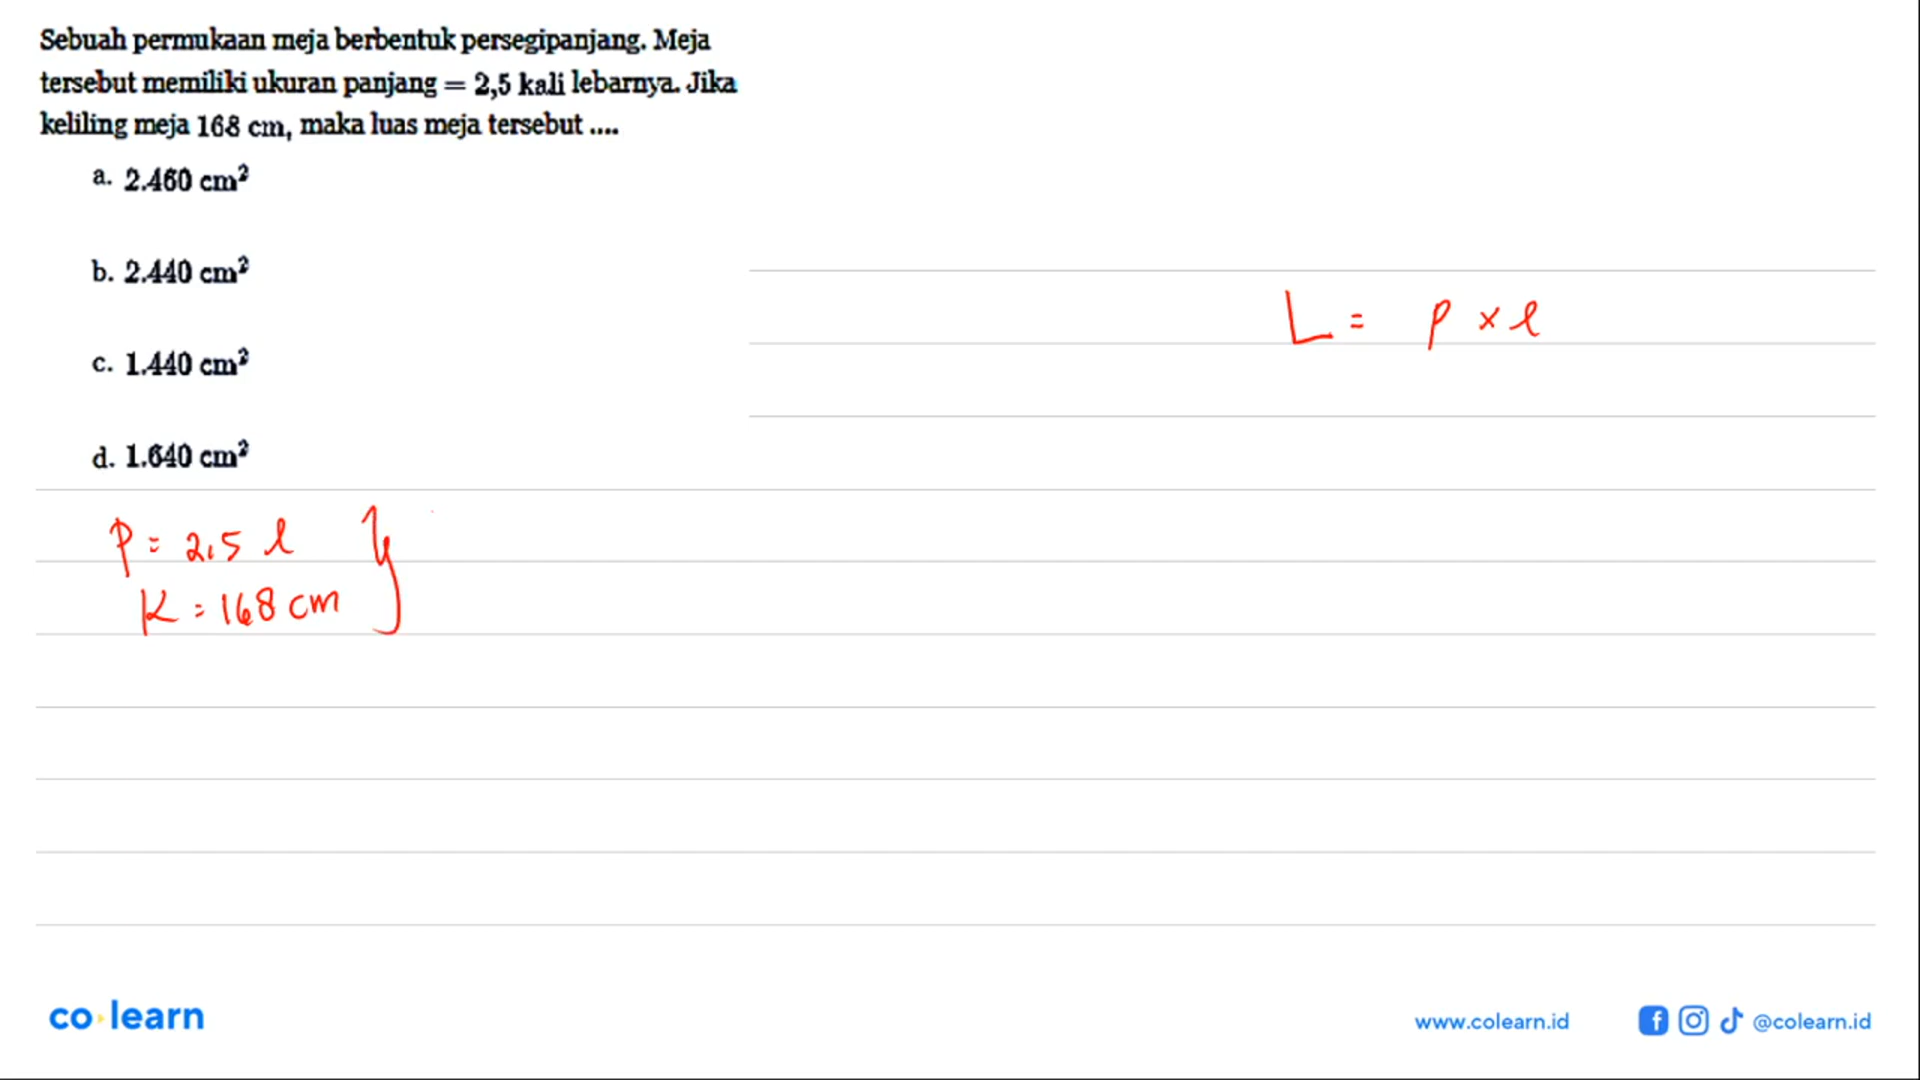 Sebuah permukaan meja berbentuk persegipanjang. Meja
tersebut memiliki ukuran panjang = 2,5 kali lebarnya. Jika
keliling meja 168 cm, maka luas meja tersebut ....
a. 2.460 cm²
b. 2.440 cm²
c. 1.440 cm²
d. 1.640 cm²
L = p × l
P = 2,5 l
K = 168 cm
co learn
www.colearn.id
@colearn.id